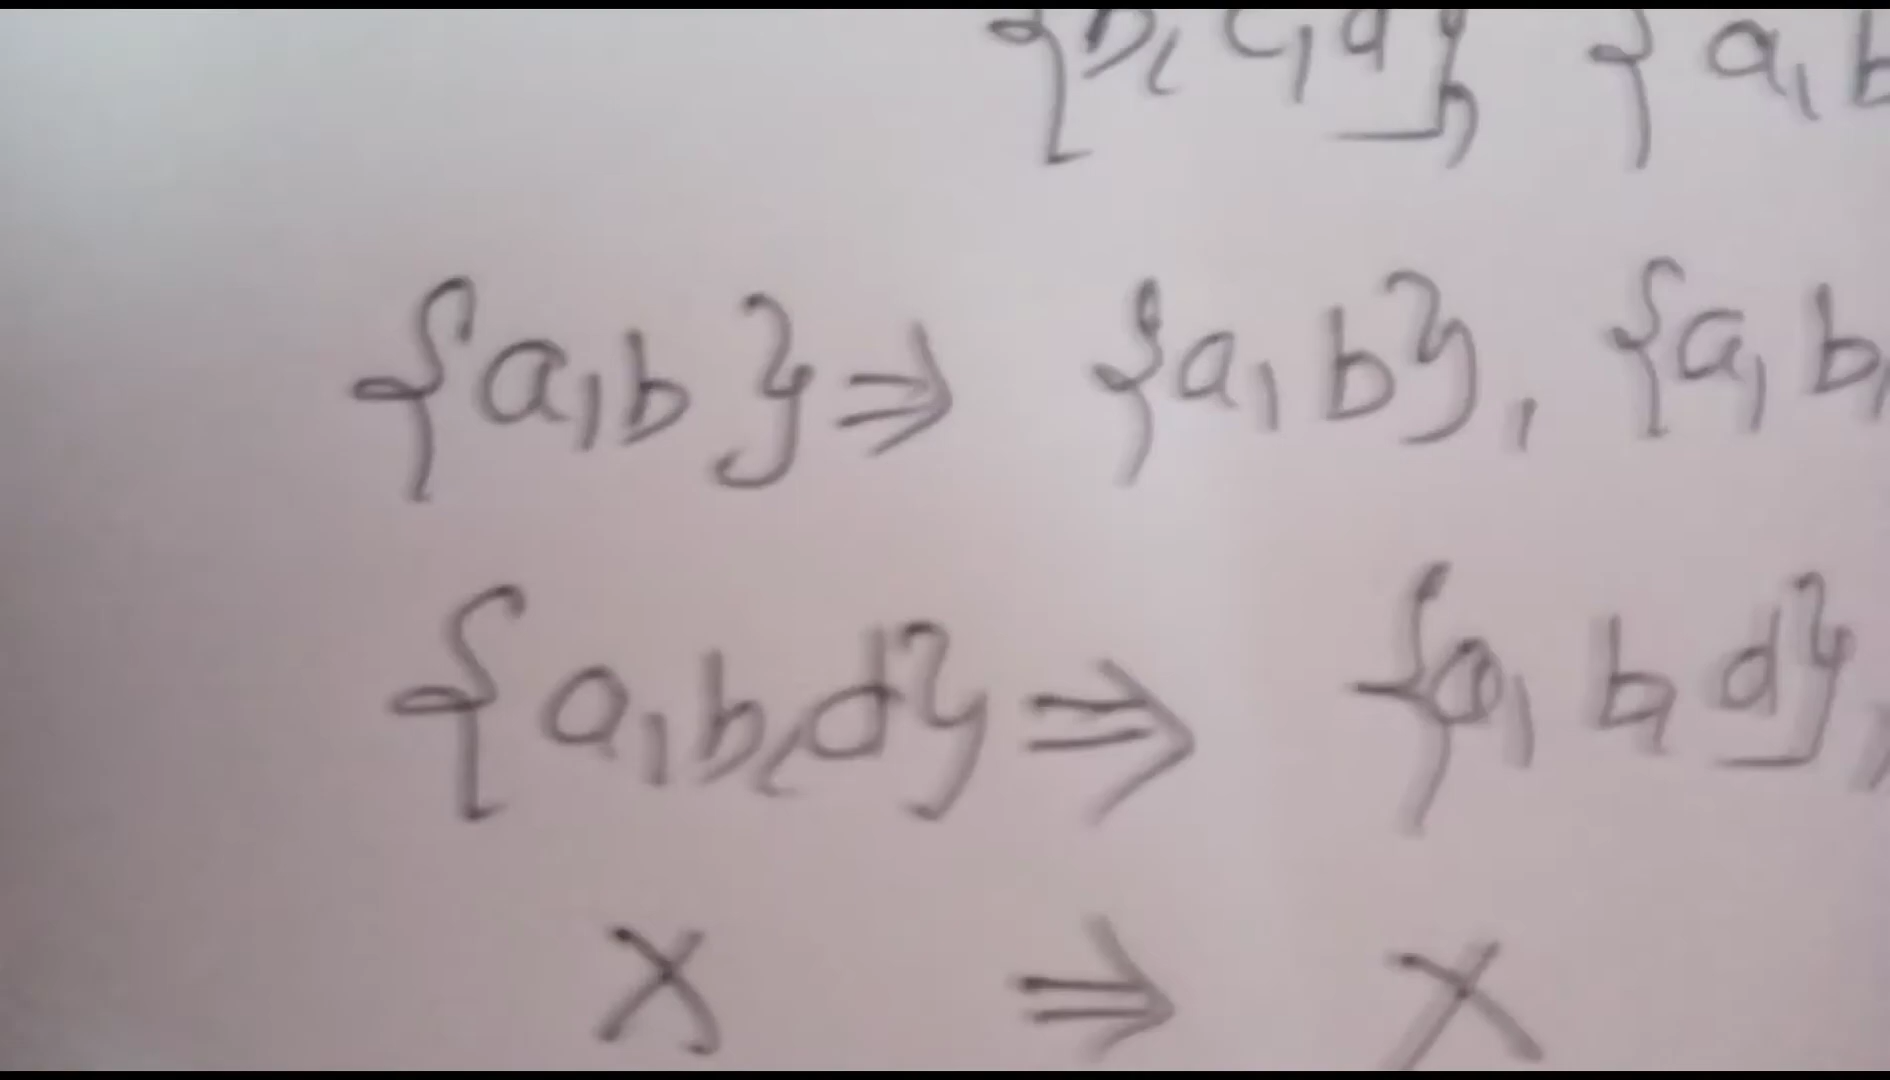 {b, c, d} {a, b
{a, b} ⇒ {a, b}, {a, b,
{a, b, d} ⇒ {a, b, d},
X ⇒ X